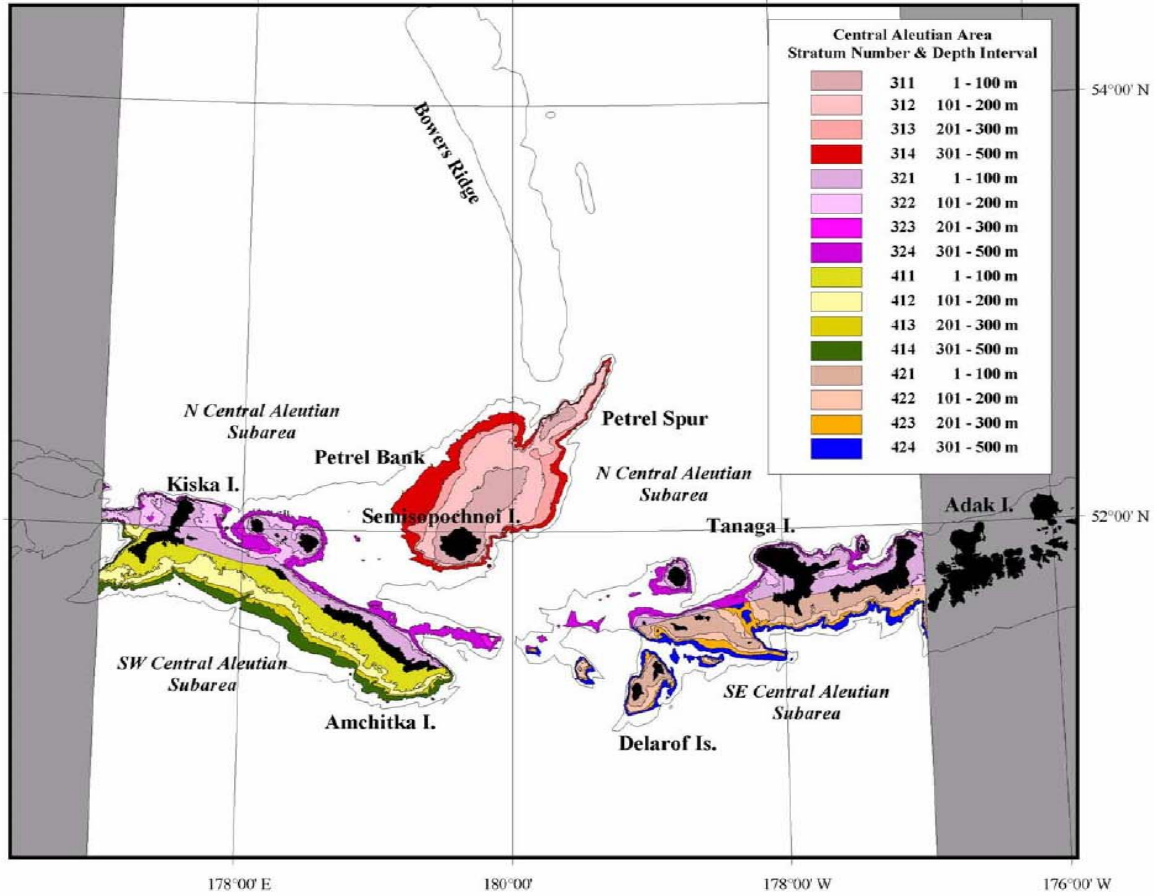 Central Aleutian Area
Stratum Number & Depth Interval
311 1 - 100 m
312 101 - 200 m
313 201 - 300 m
314 301 - 500 m
321 1 - 100 m
322 101 - 200 m
323 201 - 300 m
324 301 - 500 m
411 1 - 100 m
412 101 - 200 m
413 201 - 300 m
414 301 - 500 m
421 1 - 100 m
422 101 - 200 m
423 201 - 300 m
424 301 - 500 m
54°00' N
Bowers Ridge
N Central Aleutian
Subarea
Petrel Spur
Petrel Bank
N Central Aleutian
Subarea
Kiska I.
Semisopochnoi I.
Tanaga I.
Adak I.
52°00' N
SW Central Aleutian
Subarea
SE Central Aleutian
Subarea
Amchitka I.
Delarof Is.
178°00' E
180°00'
178°00' W
176°00' W